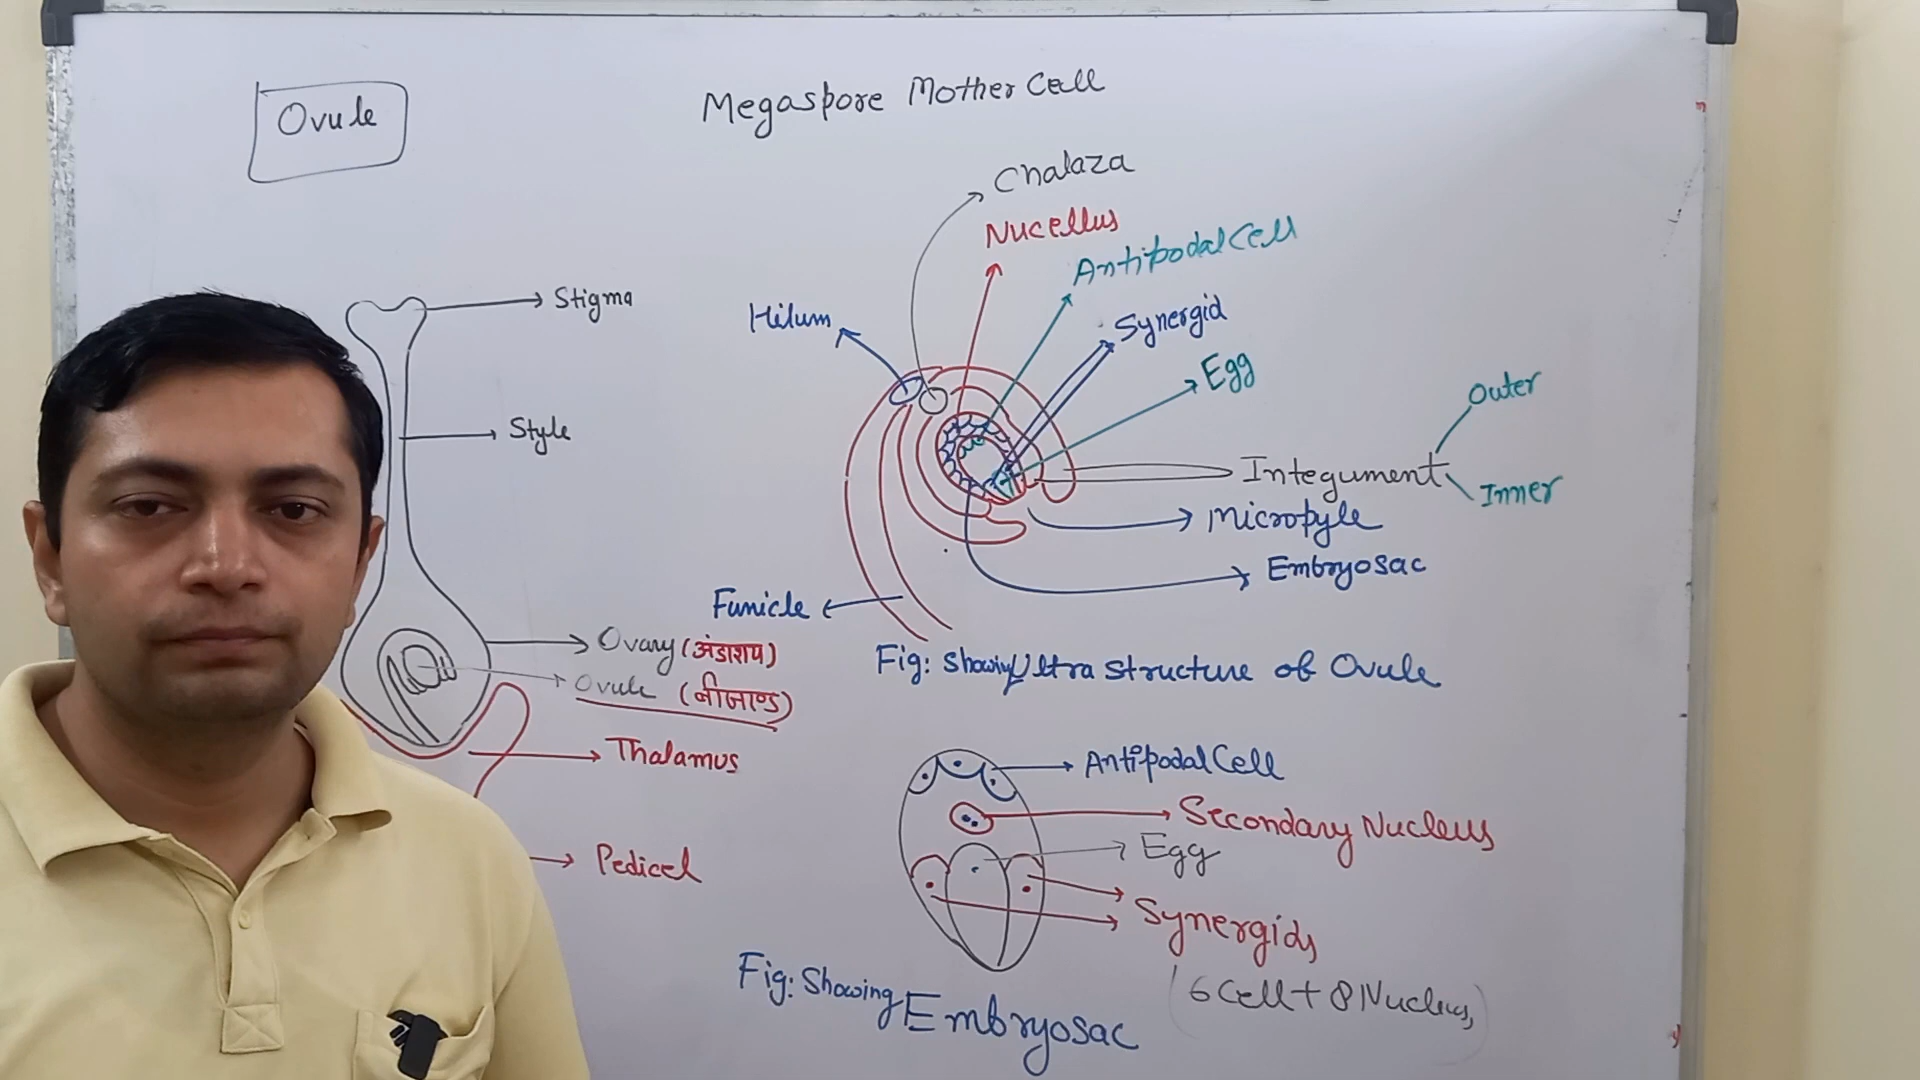 Ovule
Megaspore Mother Cell
Chalaza
Nucellus
Antipodal Cell
Hilum
Synergid
Egg
Outer
Integument
Inner
Micropyle
Embryosac
Funicle
Fig: Showing Ultra Structure of Ovule
Stigma
Style
Ovary (अंडाशय)
Ovule (बीजाण्ड)
Thalamus
Pedicel
Antipodal Cell
Secondary Nucleus
Egg
Synergids
(6 Cell + 8 Nucleus)
Fig: Showing Embryosac